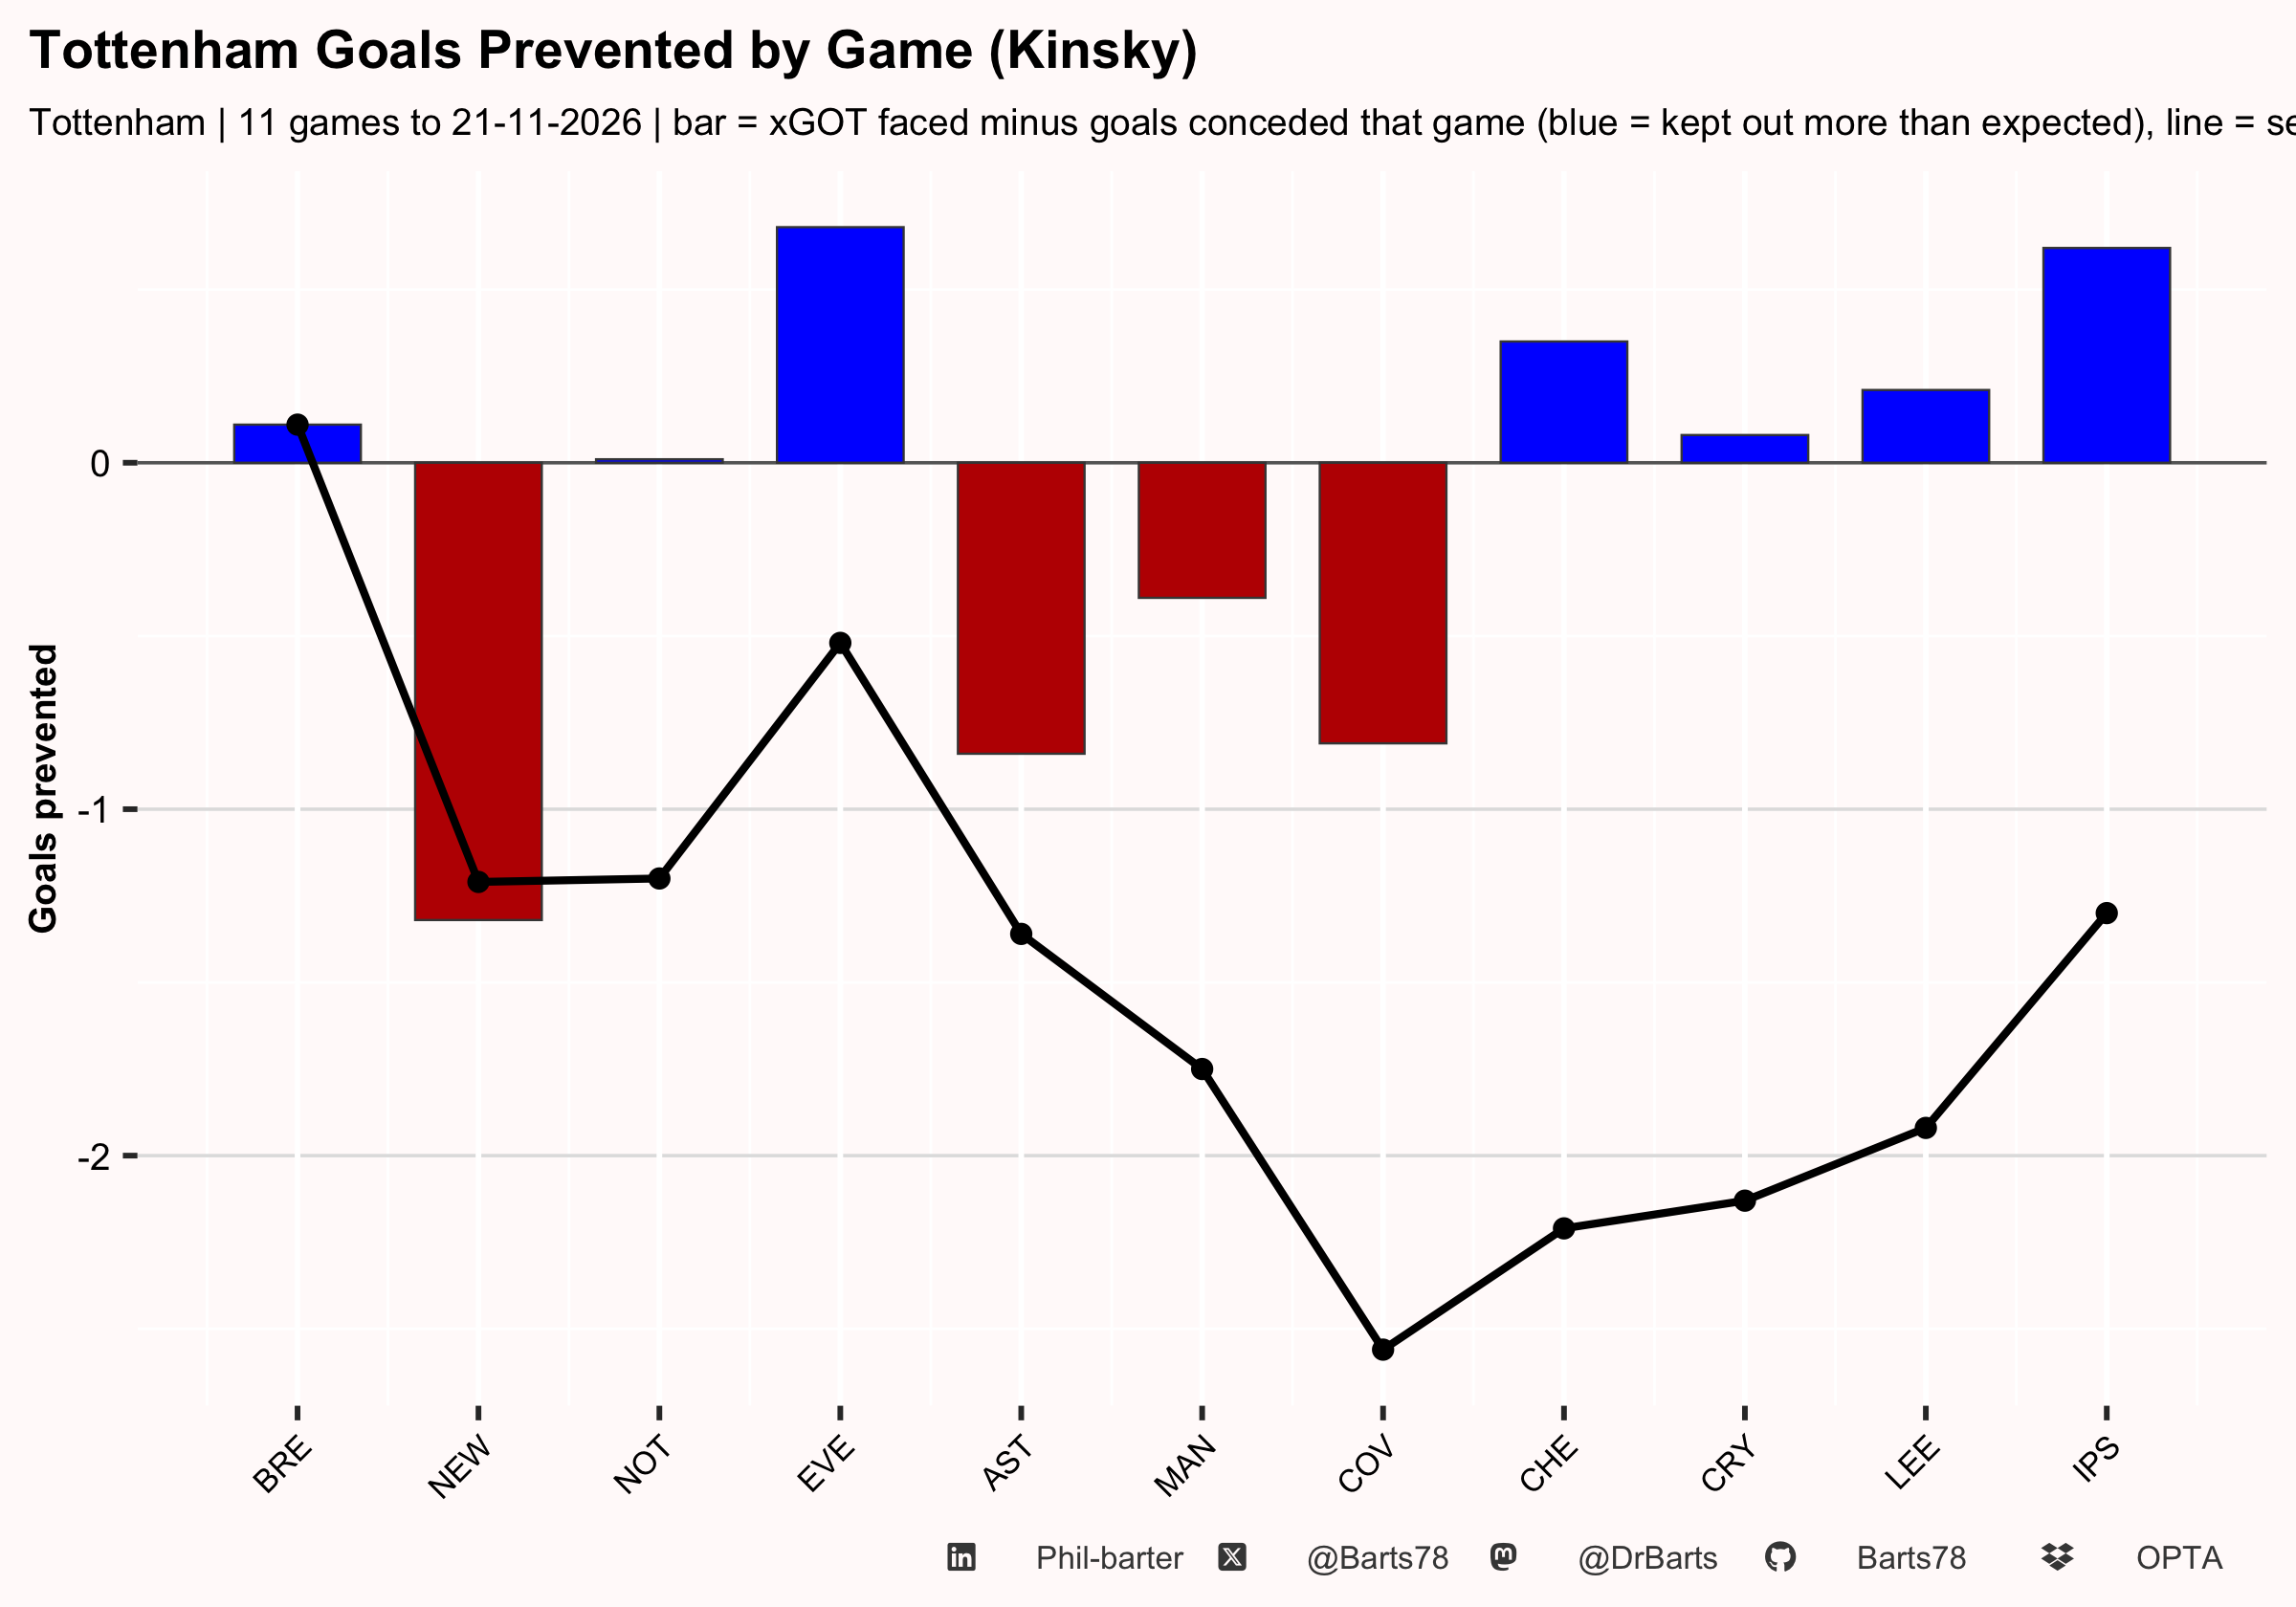 Tottenham Goals Prevented by Game (Kinsky)
Tottenham | 11 games to 21-11-2026 | bar = xGOT faced minus goals conceded that game (blue = kept out more than expected), line = se
Goals prevented
0
-1
-2
BRE NEW NOT EVE AST MAN COV CHE CRY LEE IPS
Phil-barter @Barts78 @DrBarts Barts78 OPTA